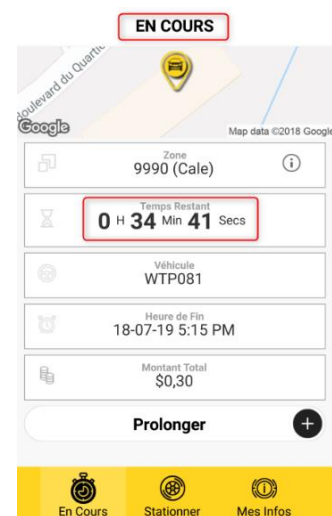 EN COURS
oulevard du Quartie
Google
Map data ©2018 Google
Zone
9990 (Cale)
Temps Restant
0 H 34 Min 41 Secs
Véhicule
WTP081
Heure de Fin
18-07-19 5:15 PM
Montant Total
$0,30
Prolonger
En Cours Stationner Mes Infos